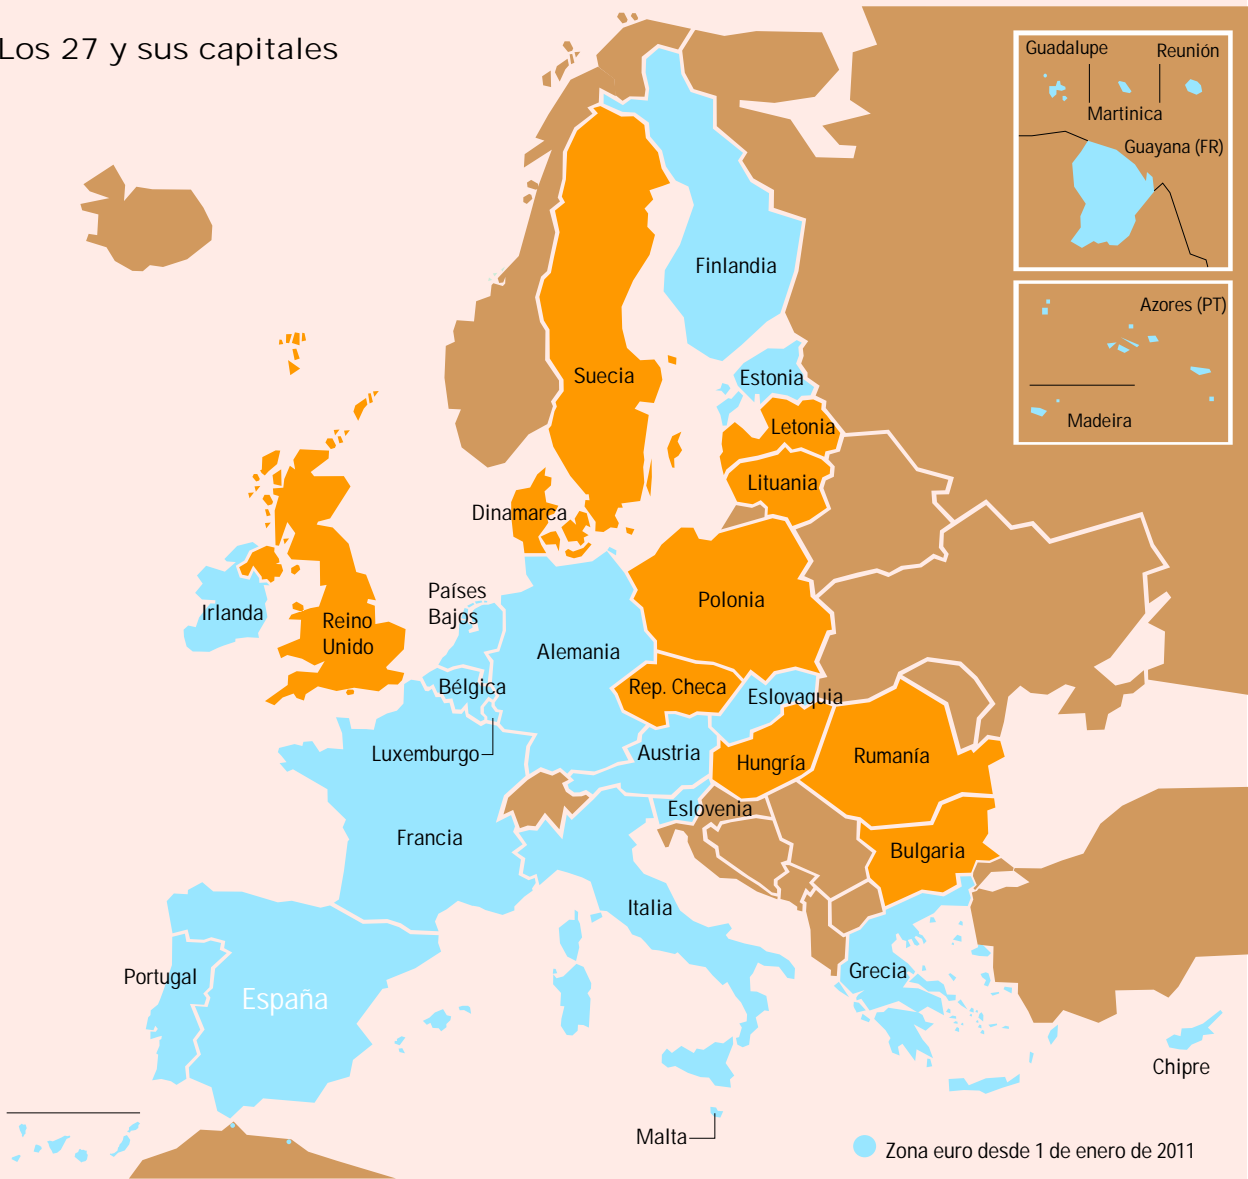 Los 27 y sus capitales
Guadalupe
Reunión
Martinica
Guayana (FR)
Azores (PT)
Madeira
Finlandia
Suecia
Estonia
Letonia
Lituania
Dinamarca
Países
Bajos
Irlanda
Reino
Unido
Polonia
Alemania
Bélgica
Rep. Checa
Eslovaquia
Luxemburgo
Austria
Hungría
Rumanía
Eslovenia
Francia
Bulgaria
Italia
Portugal
España
Grecia
Chipre
Malta
Zona euro desde 1 de enero de 2011